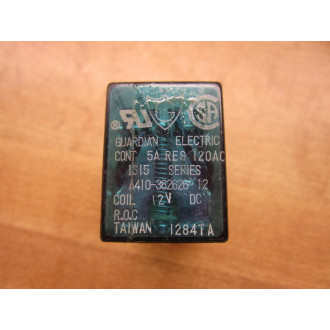 GUARDIAN ELECTRIC
CONT 5A RES 120AC
1315 SERIES
A410-362626-12
COIL 12V DC
R.O.C
TAIWAN 1284TA